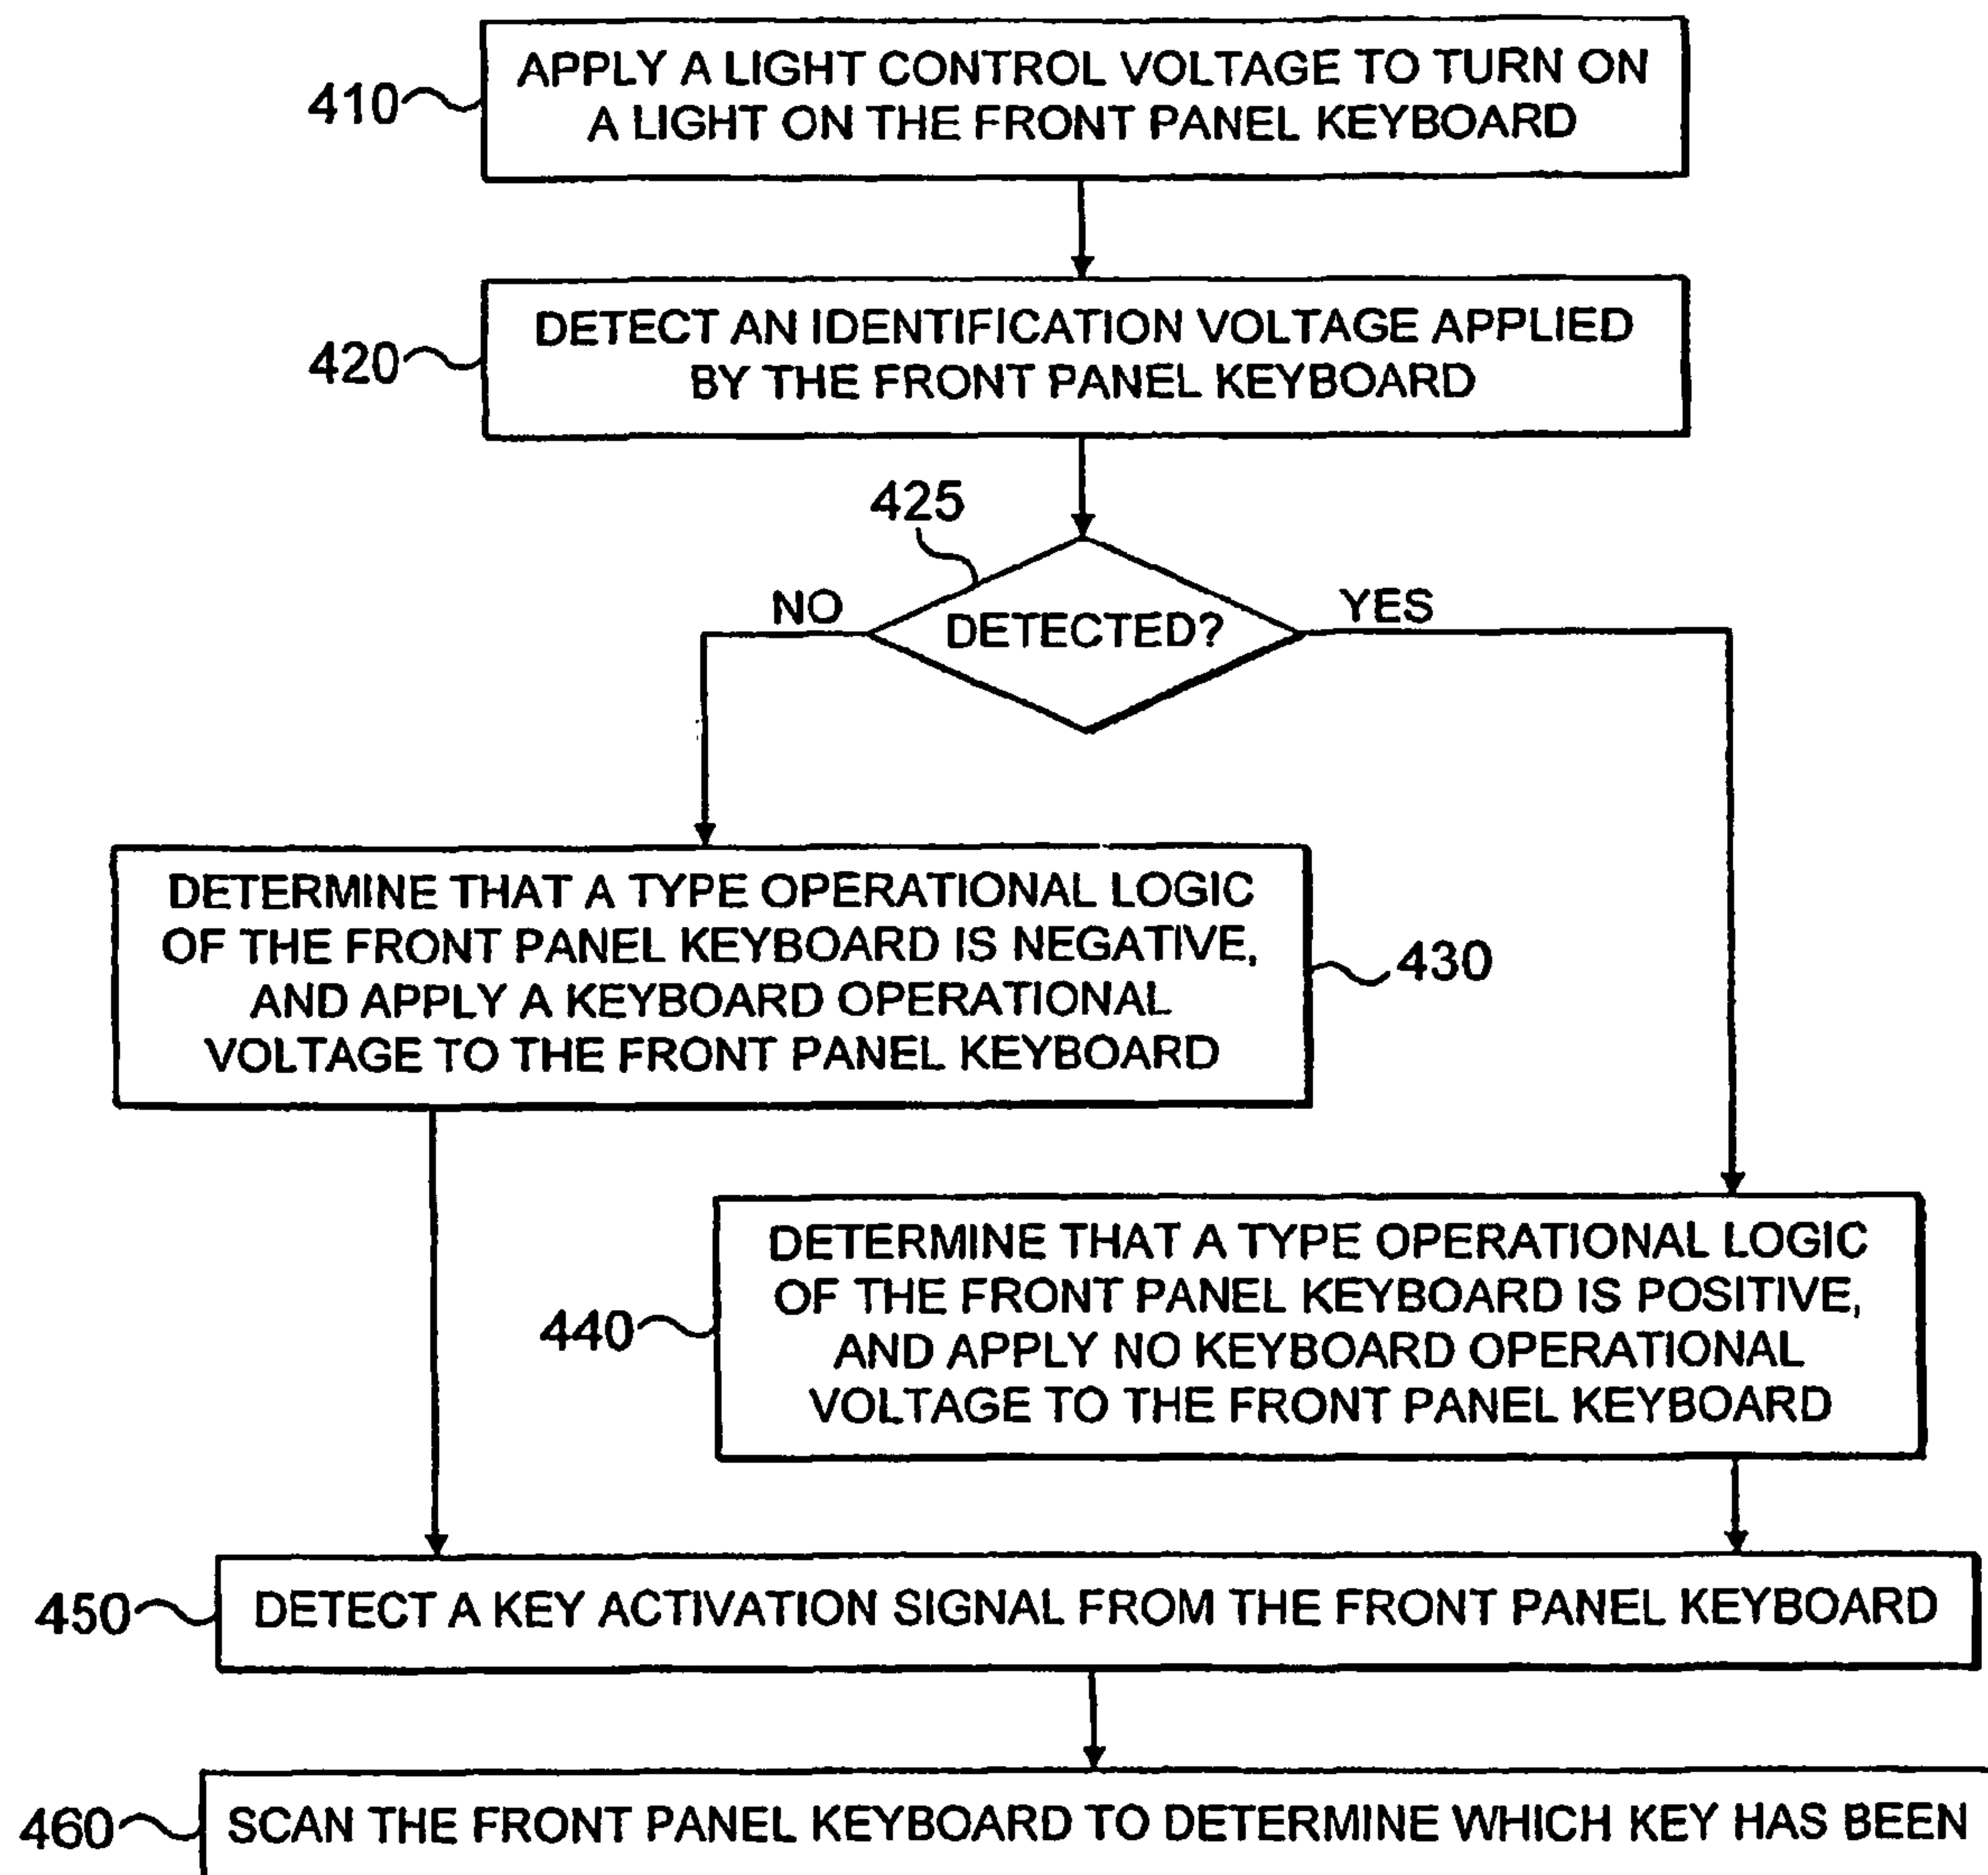 410
APPLY A LIGHT CONTROL VOLTAGE TO TURN ON
A LIGHT ON THE FRONT PANEL KEYBOARD
420
DETECT AN IDENTIFICATION VOLTAGE APPLIED
BY THE FRONT PANEL KEYBOARD
425
NO
DETECTED?
YES
DETERMINE THAT A TYPE OPERATIONAL LOGIC
OF THE FRONT PANEL KEYBOARD IS NEGATIVE,
AND APPLY A KEYBOARD OPERATIONAL
VOLTAGE TO THE FRONT PANEL KEYBOARD
430
440
DETERMINE THAT A TYPE OPERATIONAL LOGIC
OF THE FRONT PANEL KEYBOARD IS POSITIVE,
AND APPLY NO KEYBOARD OPERATIONAL
VOLTAGE TO THE FRONT PANEL KEYBOARD
450
DETECT A KEY ACTIVATION SIGNAL FROM THE FRONT PANEL KEYBOARD
460
SCAN THE FRONT PANEL KEYBOARD TO DETERMINE WHICH KEY HAS BEEN